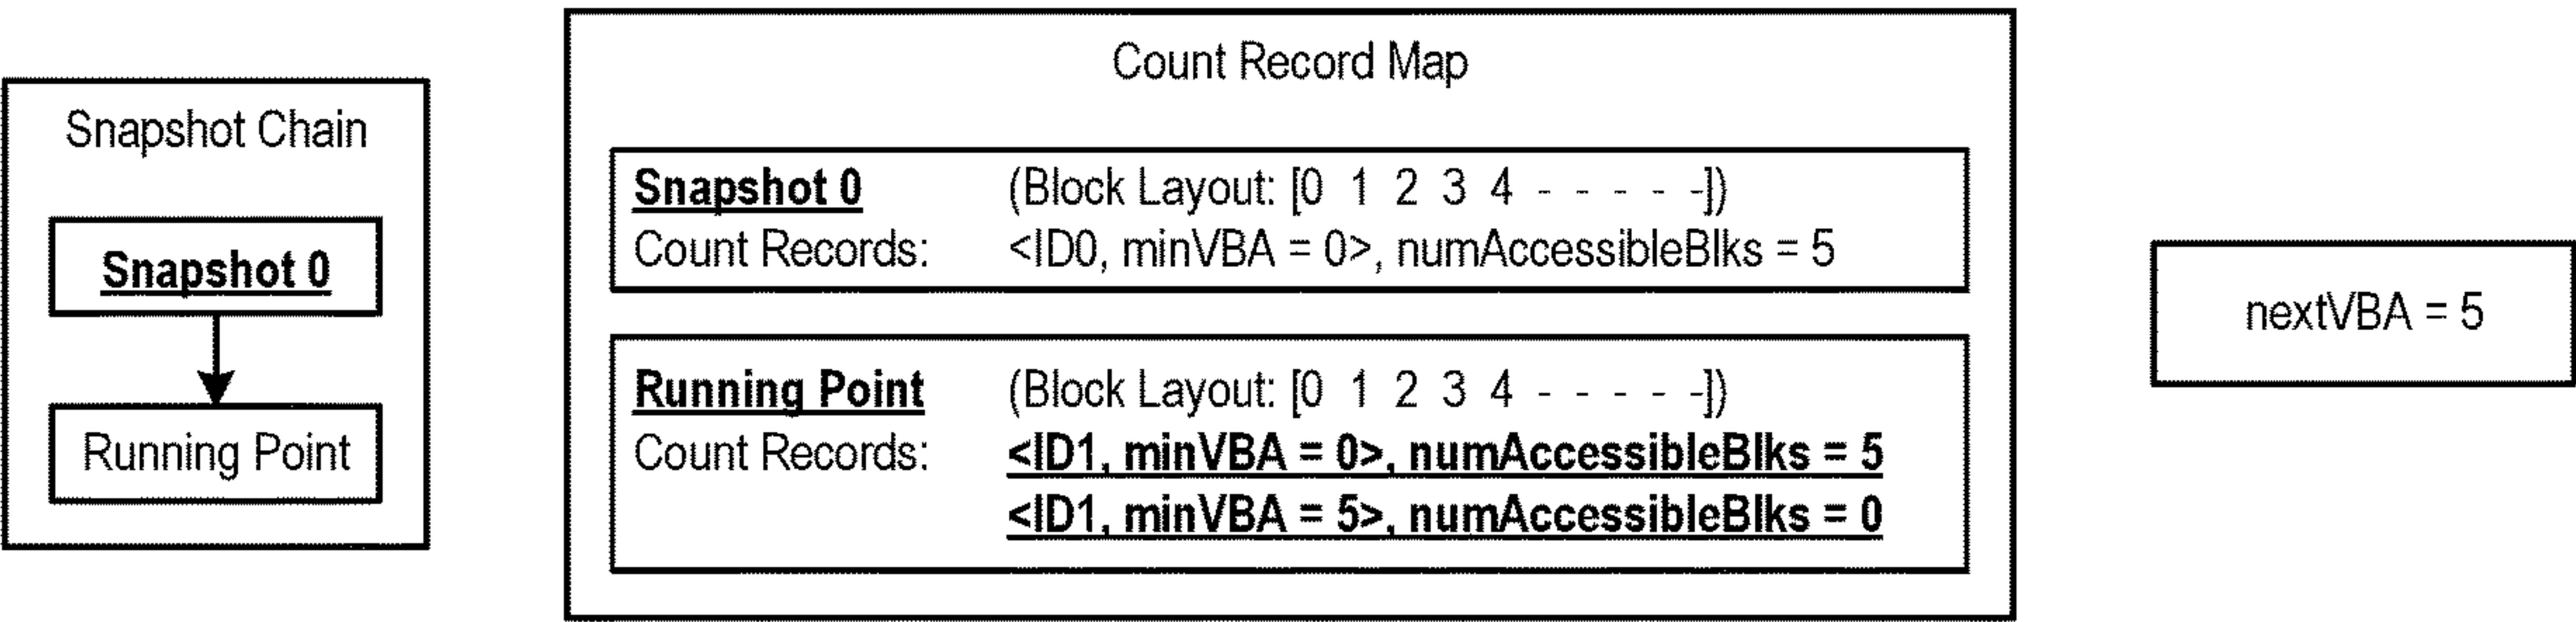 Snapshot Chain
Snapshot 0
Running Point
Count Record Map
Snapshot 0 (Block Layout: [0 1 2 3 4 - - - - -])
Count Records: <ID0, minVBA = 0>, numAccessibleBlks = 5
Running Point (Block Layout: [0 1 2 3 4 - - - - -])
Count Records: <ID1, minVBA = 0>, numAccessibleBlks = 5
<ID1, minVBA = 5>, numAccessibleBlks = 0
nextVBA = 5